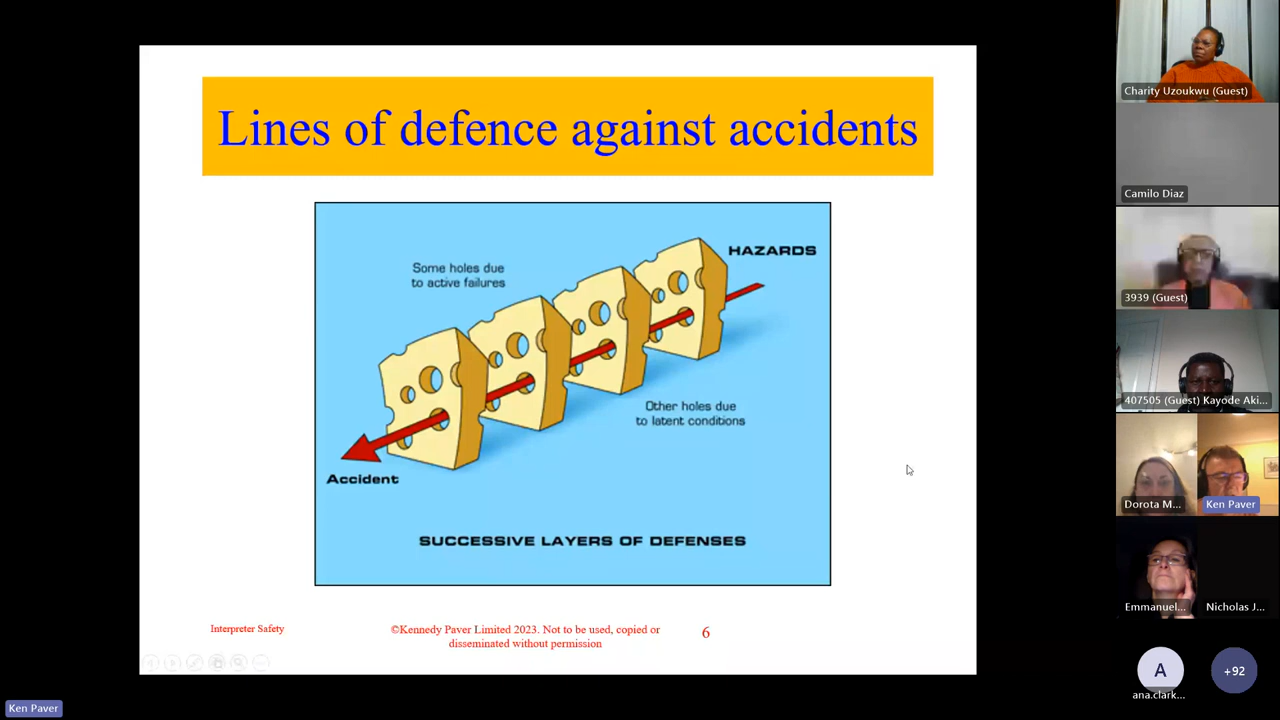 Lines of defence against accidents
HAZARDS
Some holes due
to active failures
Other holes due
to latent conditions
Accident
SUCCESSIVE LAYERS OF DEFENSES
Interpreter Safety
©Kennedy Paver Limited 2023. Not to be used, copied or
disseminated without permission
6
Ken Paver
Charity Uzoukwu (Guest)
Camilo Diaz
3939 (Guest)
407505 (Guest) Kayode Aki...
Dorota M...
Ken Paver
Emmanuel...
Nicholas J...
A
ana.clark...
+92